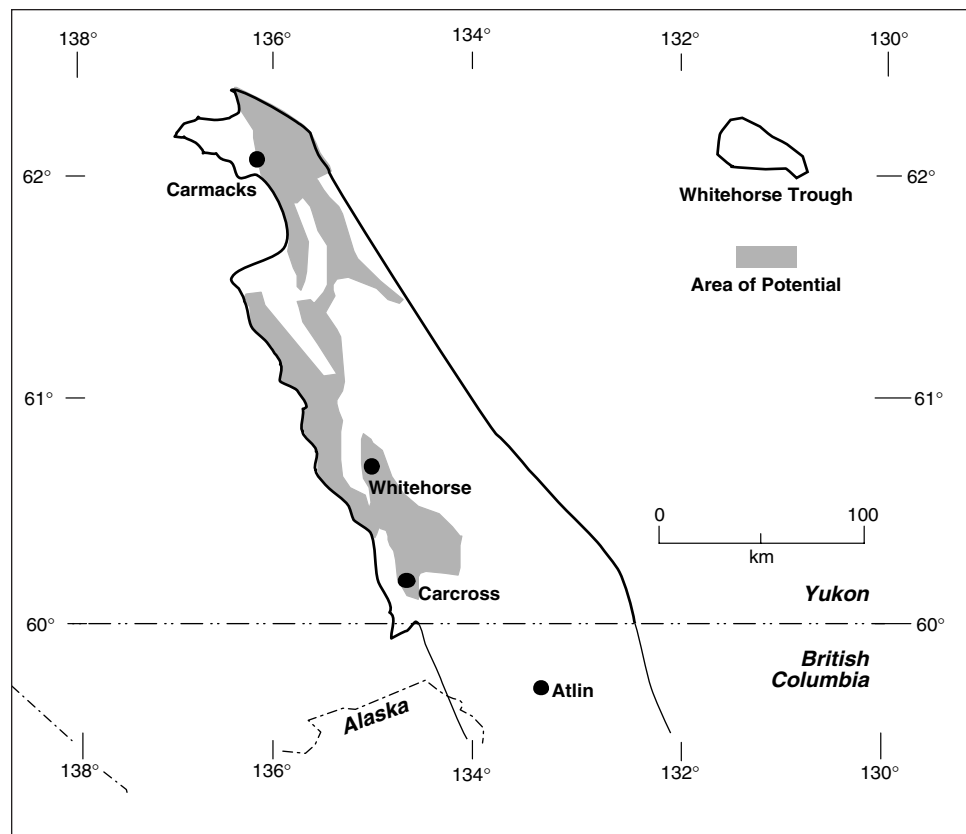 138°
136°
134°
132°
130°
62°
62°
Carmacks
Whitehorse Trough
Area of Potential
61°
61°
Whitehorse
0
100
km
Carcross
Yukon
60°
60°
British
Columbia
Atlin
Alaska
138°
136°
134°
132°
130°